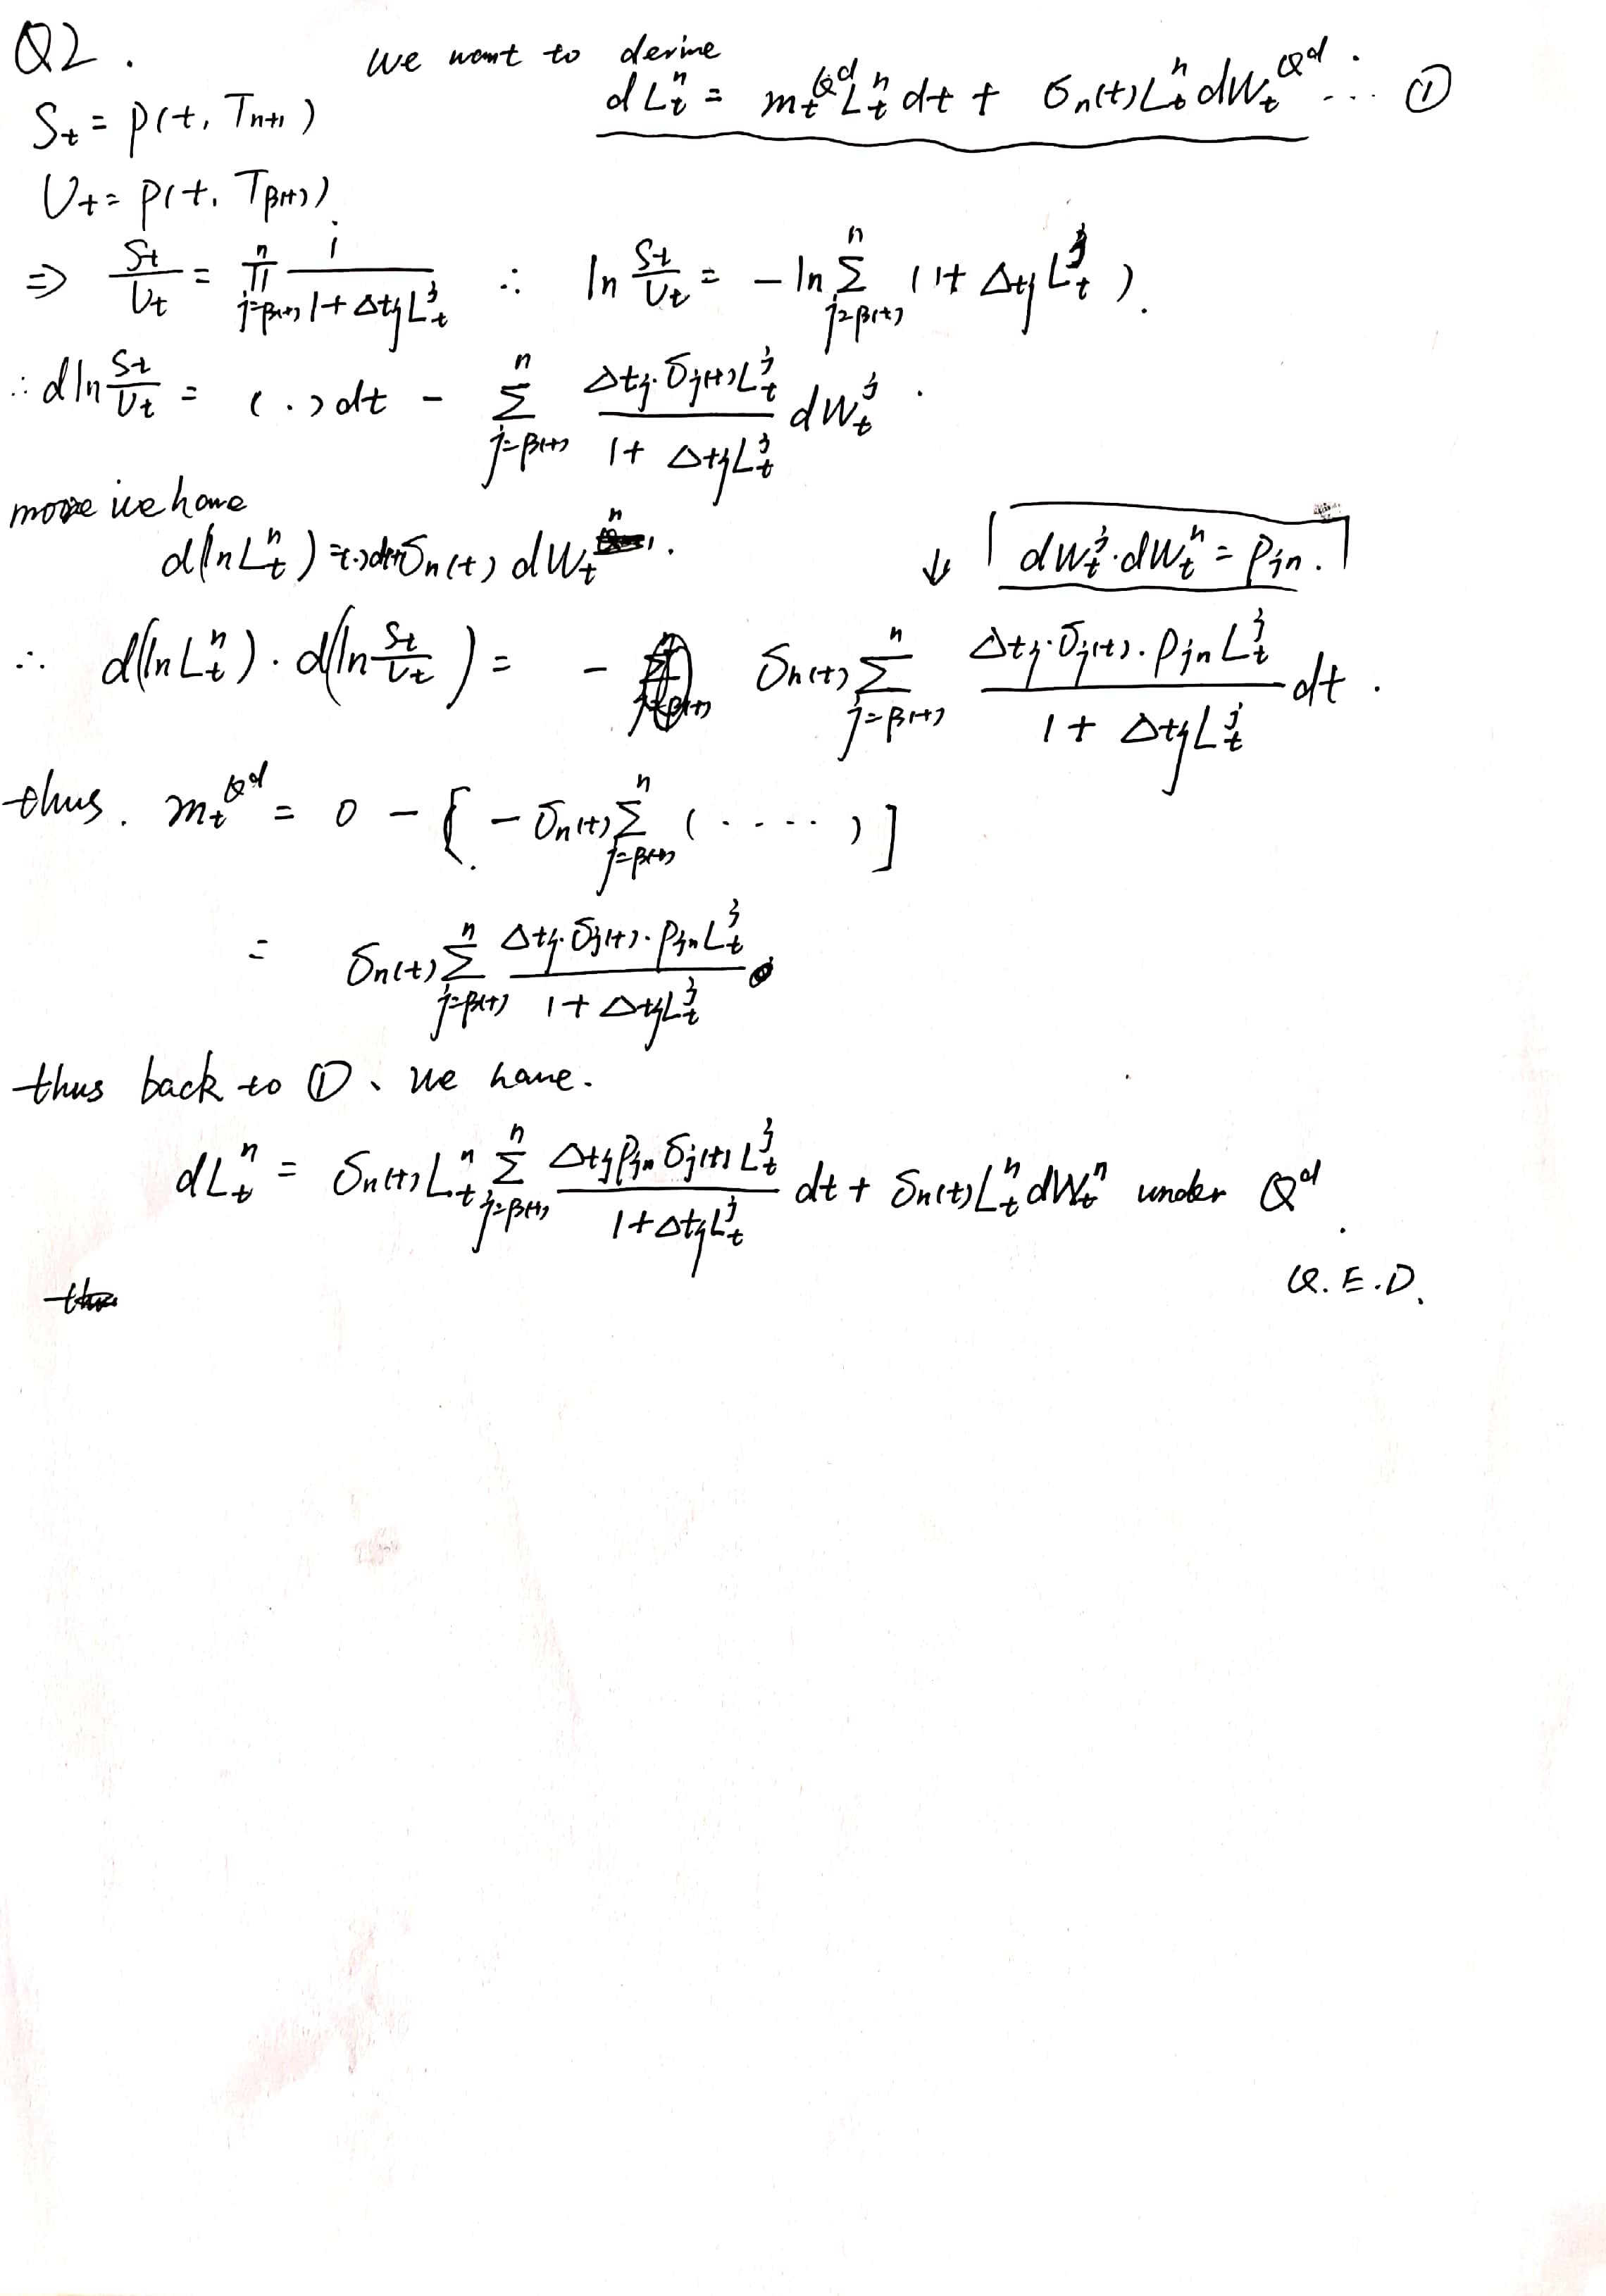 Q2.
we want to derive
dL_t^n = m_t^{Q^d} L_t^n dt + σ_n(t) L_t^n dW_t^{Q^d} ... ①
S_t = p(t, T_{n+1})
U_t = p(t, T_{β(t)})
⇒ S_t/U_t = ∏_{j=β(t)}^n 1/(1 + Δt_j L_t^j) ∴ ln S_t/U_t = - ln ∑_{j=β(t)}^n (1 + Δt_j L_t^j).
∴ d ln S_t/U_t = (.) dt - ∑_{j=β(t)}^n (Δt_j · σ_j(t) L_t^j)/(1 + Δt_j L_t^j) dW_t^j.
more we have
d(ln L_t^n) = (.) dt + σ_n(t) dW_t^n.
↓ dW_t^j · dW_t^n = ρ_{jn}.
∴ d(ln L_t^n) · d(ln S_t/U_t) = - σ_n(t) ∑_{j=β(t)}^n (Δt_j · σ_j(t) · ρ_{jn} L_t^j)/(1 + Δt_j L_t^j) dt.
thus. m_t^{Q^d} = 0 - [ - σ_n(t) ∑_{j=β(t)}^n (....) ]
= σ_n(t) ∑_{j=β(t)}^n (Δt_j · σ_j(t) · ρ_{jn} L_t^j)/(1 + Δt_j L_t^j)
thus back to ①、 we have.
dL_t^n = σ_n(t) L_t^n ∑_{j=β(t)}^n (Δt_j ρ_{jn} σ_j(t) L_t^j)/(1 + Δt_j L_t^j) dt + σ_n(t) L_t^n dW_t^n under Q^d.
Q.E.D.